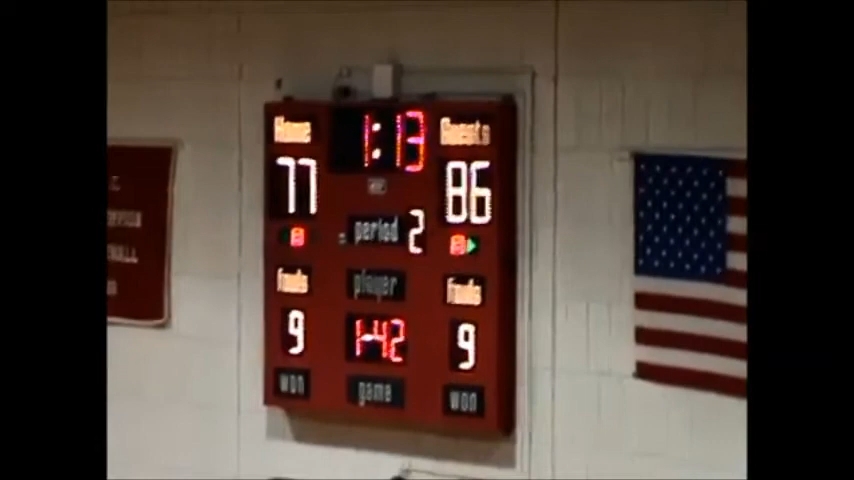 Home 1:13 Guests
77 86
B period 2 B
fouls player fouls
9 1-42 9
won game won